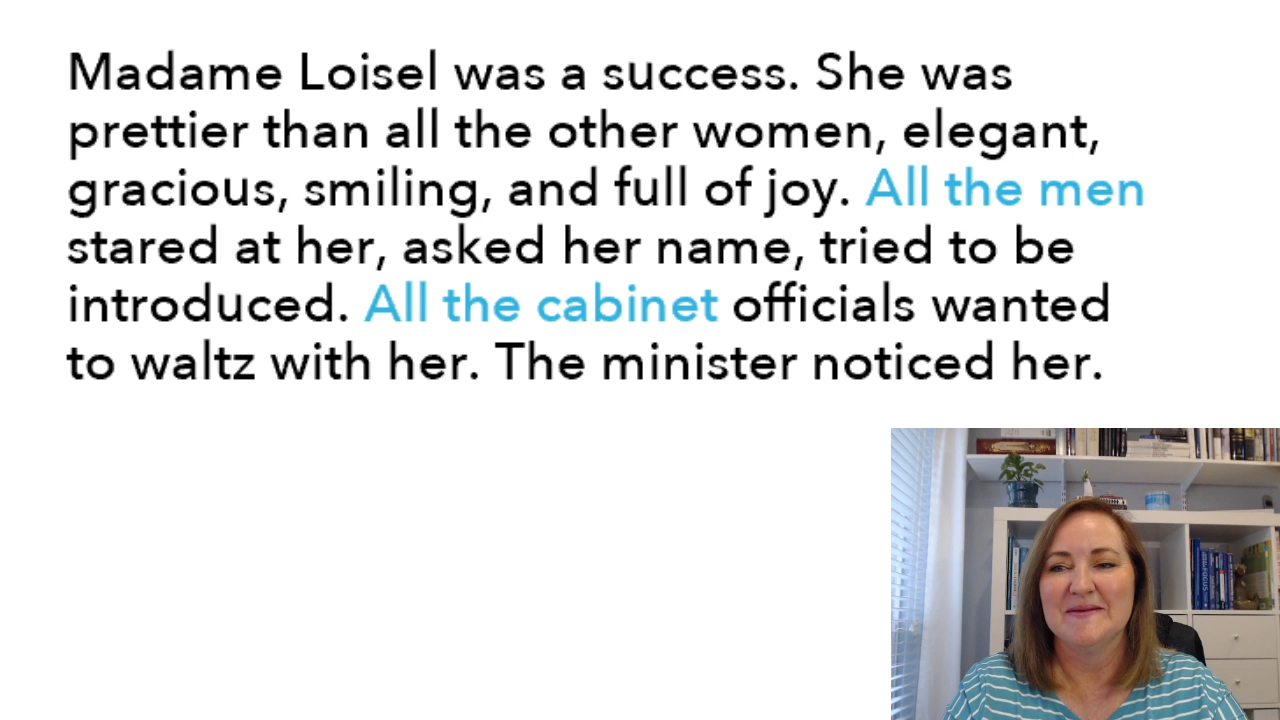 Madame Loisel was a success. She was
prettier than all the other women, elegant,
gracious, smiling, and full of joy. All the men
stared at her, asked her name, tried to be
introduced. All the cabinet officials wanted
to waltz with her. The minister noticed her.